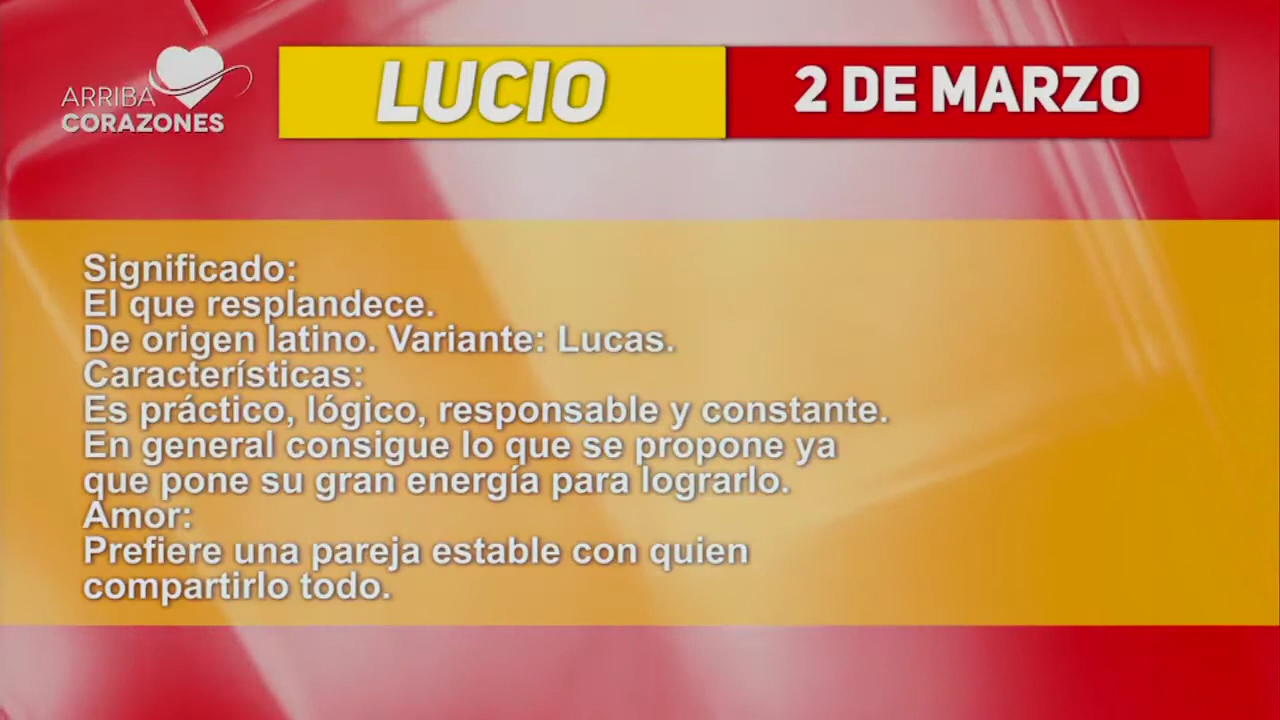 ARRIBA
CORAZONES
LUCIO
2 DE MARZO
Significado:
El que resplandece.
De origen latino. Variante: Lucas.
Características:
Es práctico, lógico, responsable y constante.
En general consigue lo que se propone ya
que pone su gran energía para lograrlo.
Amor:
Prefiere una pareja estable con quien
compartirlo todo.